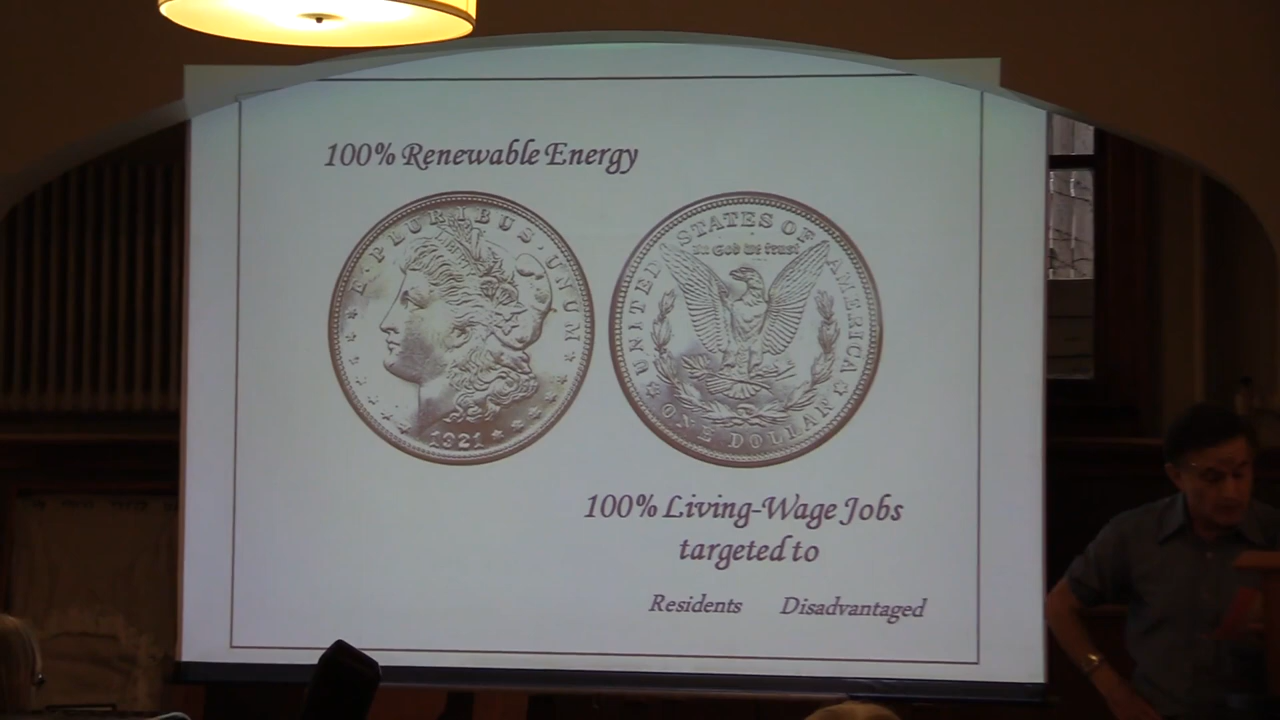 100% Renewable Energy
E · PLURIBUS · UNUM
1921
UNITED STATES OF AMERICA
In God we trust
ONE DOLLAR
100% Living-Wage Jobs
targeted to
Residents Disadvantaged